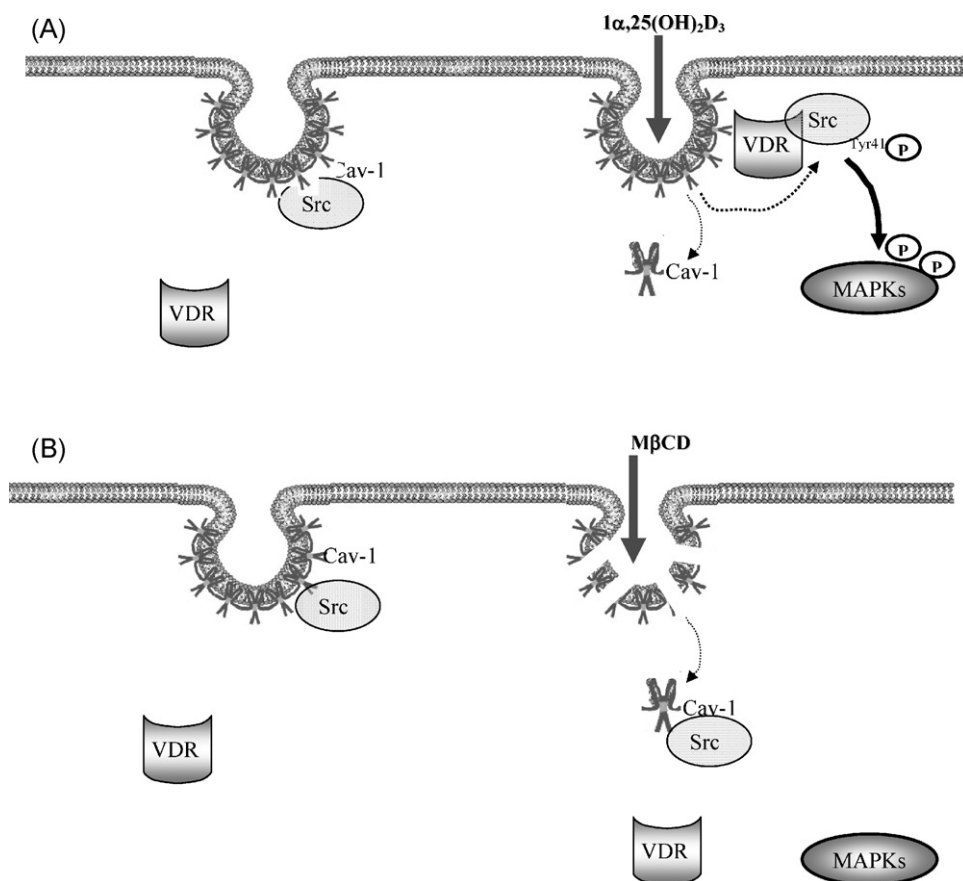 (A)
1α,25(OH)₂D₃
Cav-1
Src
VDR
VDR
Src
Tyr41
P
Cav-1
P
P
MAPKs
(B)
MβCD
Cav-1
Src
VDR
Cav-1
Src
VDR
MAPKs